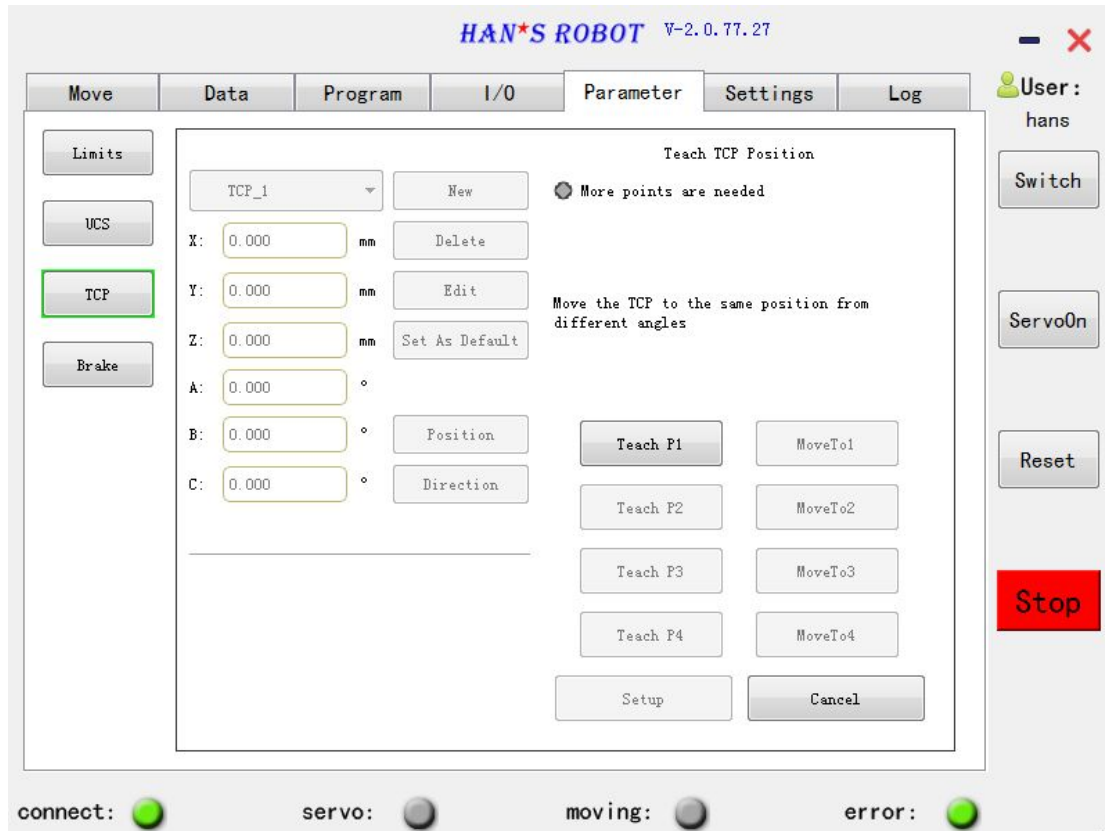 HAN★S ROBOT V-2.0.77.27
Move Data Program I/O Parameter Settings Log
User:
hans
Switch
ServoOn
Reset
Stop
Limits
UCS
TCP
Brake
TCP_1 New
X: 0.000 mm Delete
Y: 0.000 mm Edit
Z: 0.000 mm Set As Default
A: 0.000 °
B: 0.000 ° Position
C: 0.000 ° Direction
Teach TCP Position
More points are needed
Move the TCP to the same position from
different angles
Teach P1 MoveTo1
Teach P2 MoveTo2
Teach P3 MoveTo3
Teach P4 MoveTo4
Setup Cancel
connect: servo: moving: error: